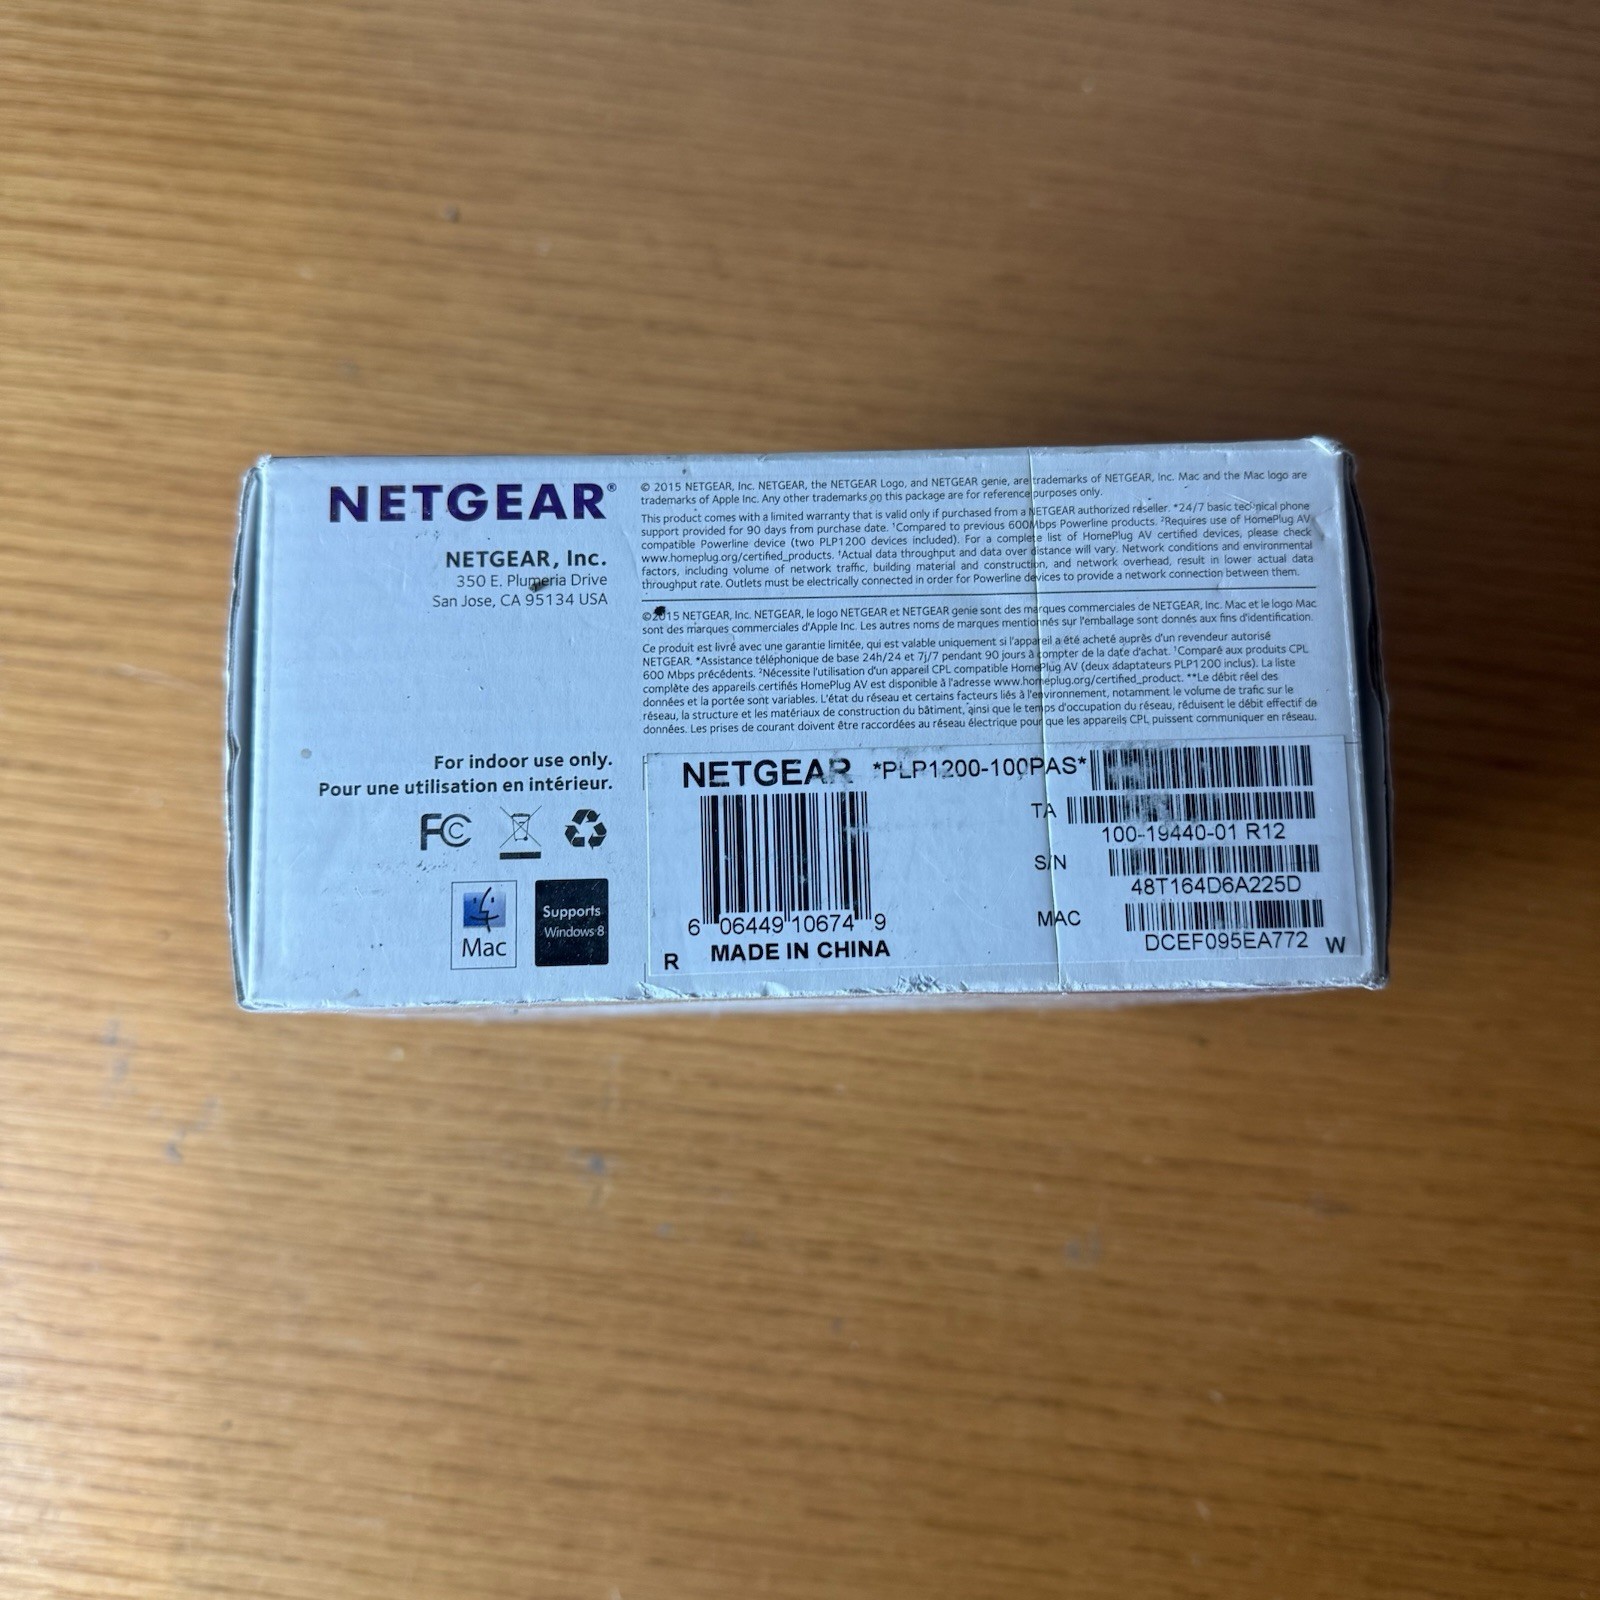 NETGEAR®
NETGEAR, Inc.
350 E. Plumeria Drive
San Jose, CA 95134 USA
© 2015 NETGEAR, Inc. NETGEAR, the NETGEAR Logo, and NETGEAR genie, are trademarks of NETGEAR, Inc. Mac and the Mac logo are
trademarks of Apple Inc. Any other trademarks on this package are for reference purposes only.
This product comes with a limited warranty that is valid only if purchased from a NETGEAR authorized reseller. *24/7 basic technical phone
support provided for 90 days from purchase date. ¹Compared to previous 600Mbps Powerline products. ²Requires use of HomePlug AV
compatible Powerline device (two PLP1200 devices included). For a complete list of HomePlug AV certified devices, please check
www.homeplug.org/certified_products. ¹Actual data throughput and data over distance will vary. Network conditions and environmental
factors, including volume of network traffic, building material and construction, and network overhead, result in lower actual data
throughput rate. Outlets must be electrically connected in order for Powerline devices to provide a network connection between them.
©2015 NETGEAR, Inc. NETGEAR, le logo NETGEAR et NETGEAR genie sont des marques commerciales de NETGEAR, Inc. Mac et le logo Mac
sont des marques commerciales d'Apple Inc. Les autres noms de marques mentionnés sur l'emballage sont donnés aux fins d'identification.
Ce produit est livré avec une garantie limitée, qui est valable uniquement si l'appareil a été acheté auprès d'un revendeur autorisé
NETGEAR. *Assistance téléphonique de base 24h/24 et 7j/7 pendant 90 jours à compter de la date d'achat. ¹Comparé aux produits CPL
600 Mbps précédents. ²Nécessite l'utilisation d'un appareil CPL compatible HomePlug AV (deux adaptateurs PLP1200 inclus). La liste
complète des appareils certifiés HomePlug AV est disponible à l'adresse www.homeplug.org/certified_product. **Le débit réel des
données et la portée sont variables. L'état du réseau et certains facteurs liés à l'environnement, notamment le volume de trafic sur le
réseau, la structure et les matériaux de construction du bâtiment, ainsi que le temps d'occupation du réseau, réduisent le débit effectif de
données. Les prises de courant doivent être raccordées au réseau électrique pour que les appareils CPL puissent communiquer en réseau.
For indoor use only.
Pour une utilisation en intérieur.
FC
Mac
Supports
Windows 8
NETGEAR *PLP1200-100PAS*
TA
100-19440-01 R12
S/N
48T164D6A225D
MAC
DCEF095EA772
6 06449 10674 9
R MADE IN CHINA
W